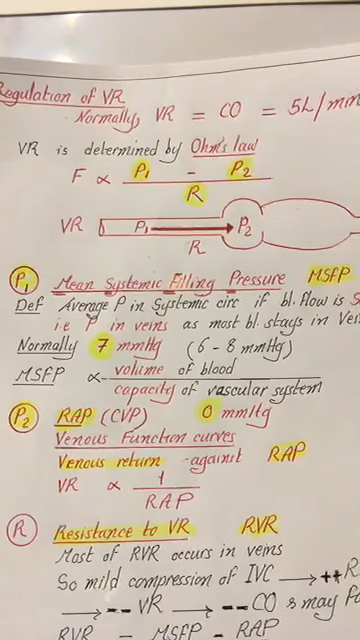 Regulation of VR
Normally, VR = CO = 5L/min
VR is determined by Ohm's law
F ∝ P₁ - P₂
R
VR P₁ P₂
R
P₁ Mean Systemic Filling Pressure MSFP
Def Average P in Systemic circ if bl. flow is
i.e P in veins as most bl. stays in
Normally 7 mmHg (6-8 mmHg)
MSFP ∝ volume of blood
capacity of vascular system
P₂ RAP (CVP) 0 mmHg
Venous Function curves
Venous return -against RAP
VR ∝ 1
RAP
R Resistance to VR RVR
Most of RVR occurs in veins
So mild compression of IVC → ++R
→ -- VR → -- CO & may
RVR = MSFP - RAP